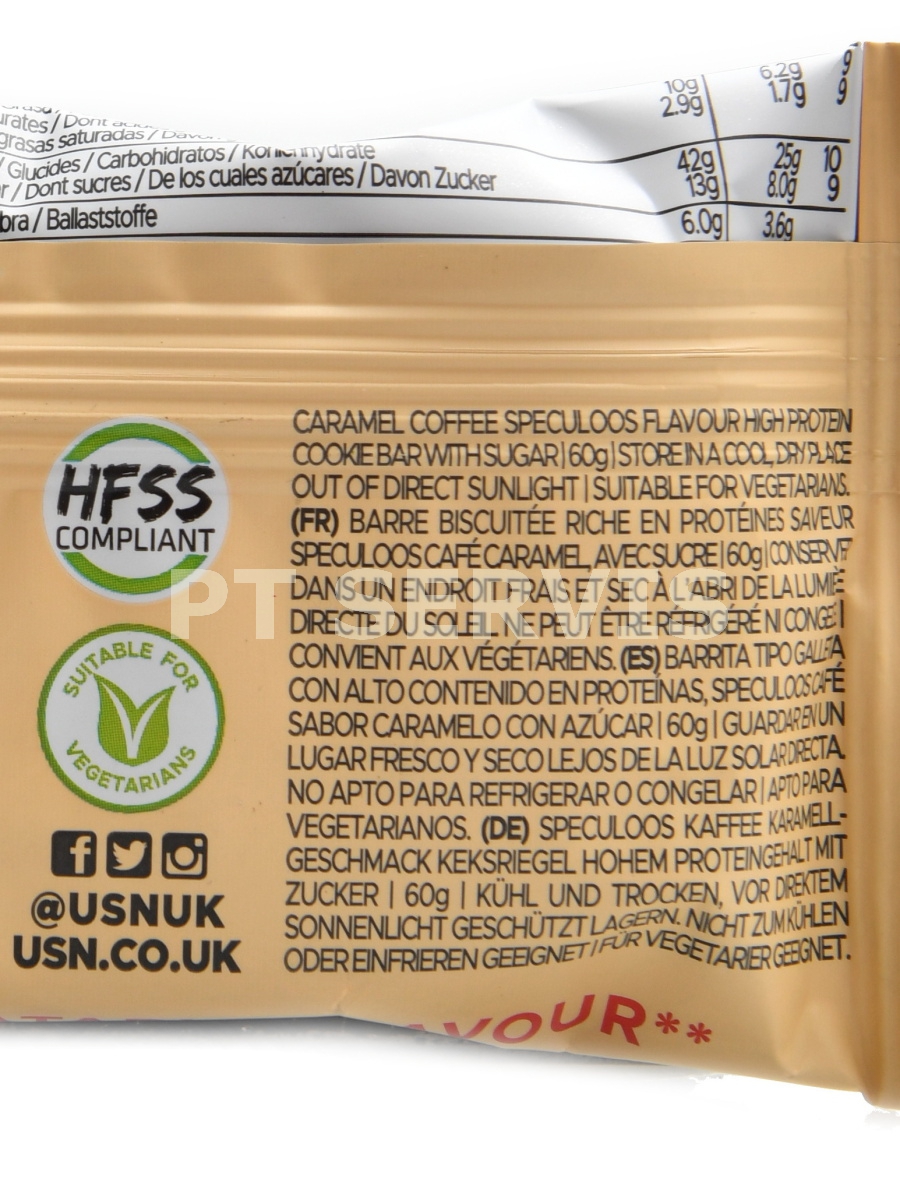 10g 6.2g 9
2.9g 1.7g 9
grasas saturadas /
/ Glucides / Carbohidratos / Kohlenhydrate 42g 25g 10
r / Dont sucres / De los cuales azúcares / Davon Zucker 13g 8.0g 9
bra / Ballaststoffe 6.0g 3.6g
HFSS
COMPLIANT
SUITABLE FOR
VEGETARIANS
@USNUK
USN.CO.UK
CARAMEL COFFEE SPECULOOS FLAVOUR HIGH PROTEIN
COOKIE BAR WITH SUGAR | 60g | STORE IN A COOL, DRY PLACE
OUT OF DIRECT SUNLIGHT | SUITABLE FOR VEGETARIANS.
(FR) BARRE BISCUITÉE RICHE EN PROTÉINES SAVEUR
SPECULOOS CAFÉ CARAMEL, AVEC SUCRE | 60g | CONSERVER
DANS UN ENDROIT FRAIS ET SEC À L'ABRI DE LA LUMIÈRE
DIRECTE DU SOLEIL. NE PEUT ÊTRE RÉFRIGÉRÉ NI CONGELÉ |
CONVIENT AUX VÉGÉTARIENS. (ES) BARRITA TIPO GALLETA
CON ALTO CONTENIDO EN PROTEÍNAS, SPECULOOS CAFÉ
SABOR CARAMELO CON AZÚCAR | 60g | GUARDAR EN UN
LUGAR FRESCO Y SECO LEJOS DE LA LUZ SOLAR DIRECTA.
NO APTO PARA REFRIGERAR O CONGELAR | APTO PARA
VEGETARIANOS. (DE) SPECULOOS KAFFEE KARAMELL-
GESCHMACK KEKSRIEGEL HOHEM PROTEINGEHALT MIT
ZUCKER | 60g | KÜHL UND TROCKEN, VOR DIREKTEM
SONNENLICHT GESCHÜTZT LAGERN. NICHT ZUM KÜHLEN
ODER EINFRIEREN GEEIGNET | FÜR VEGETARIER GEEIGNET.
PT SERVIS
AVOUR**